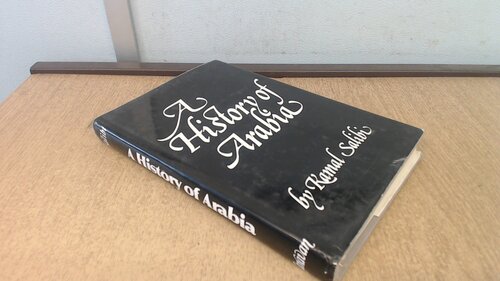 A
History of
Arabia
by Kamal Salibi
A History of Arabia